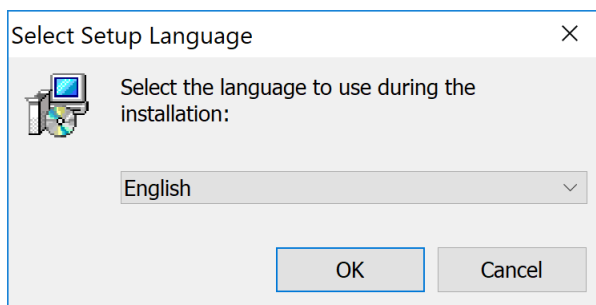 Select Setup Language
Select the language to use during the
installation:
English
OK Cancel